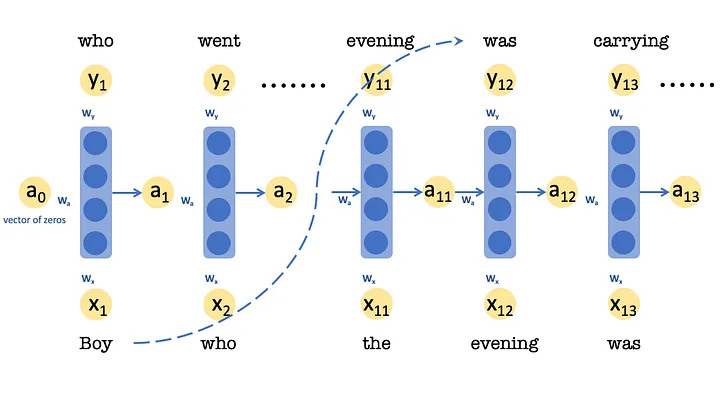 who went evening was carrying
y1 y2 ....... y11 y12 y13 ......
wy wy wy wy wy
a0 wa a1 wa a2 wa a11 wa a12 wa a13
vector of zeros
wx wx wx wx wx
x1 x2 x11 x12 x13
Boy who the evening was